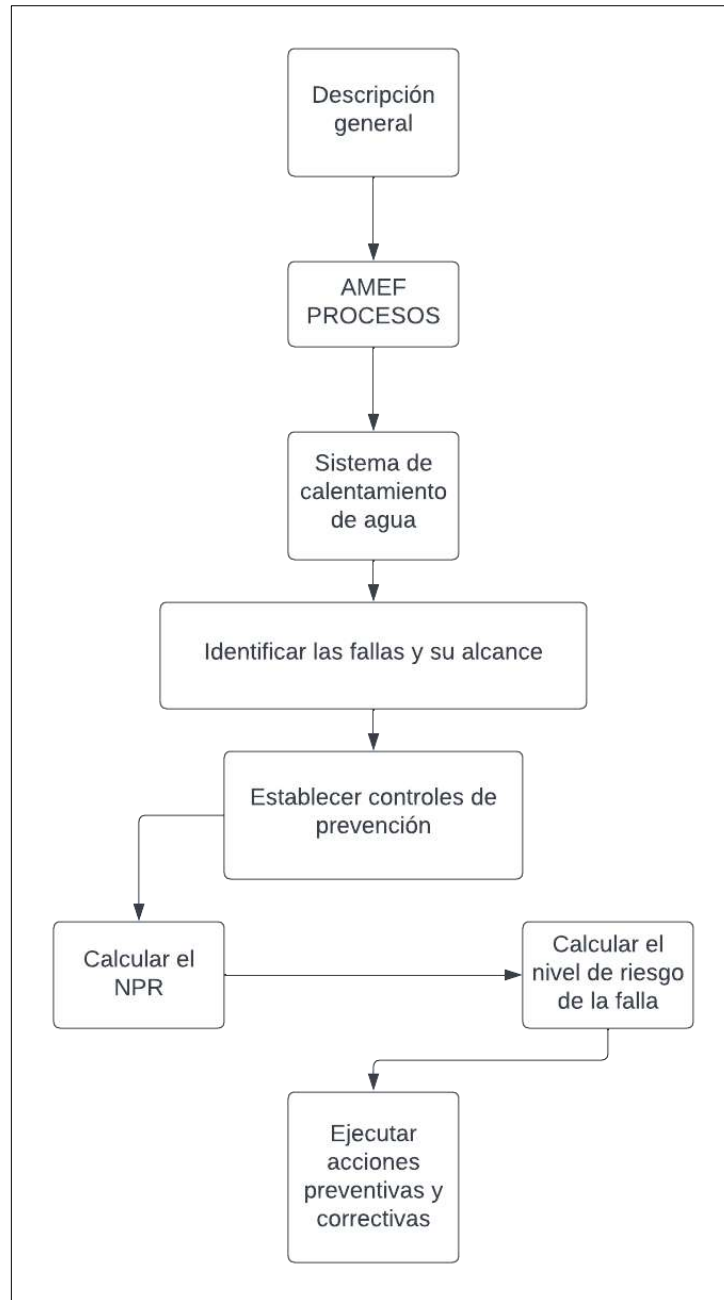 Descripción
general
AMEF
PROCESOS
Sistema de
calentamiento
de agua
Identificar las fallas y su alcance
Establecer controles de
prevención
Calcular el
NPR
Calcular el
nivel de riesgo
de la falla
Ejecutar
acciones
preventivas y
correctivas